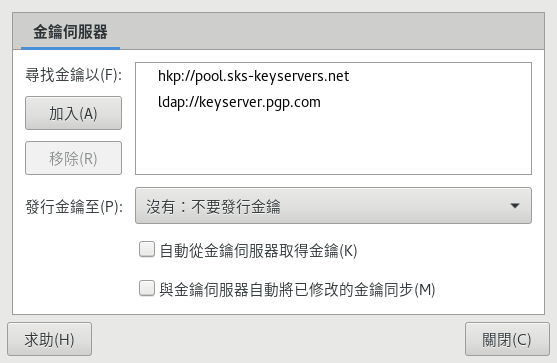 金鑰伺服器
尋找金鑰以(F):
hkp://pool.sks-keyservers.net
ldap://keyserver.pgp.com
加入(A)
移除(R)
發行金鑰至(P):
沒有：不要發行金鑰
自動從金鑰伺服器取得金鑰(K)
與金鑰伺服器自動將已修改的金鑰同步(M)
求助(H)
關閉(C)